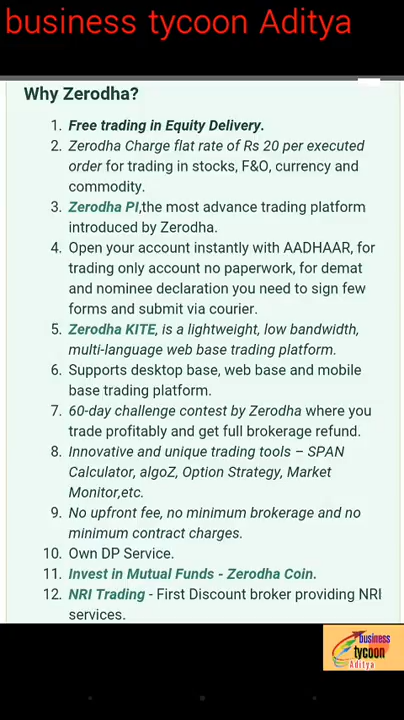 business tycoon Aditya
Why Zerodha?
1. Free trading in Equity Delivery.
2. Zerodha Charge flat rate of Rs 20 per executed
order for trading in stocks, F&O, currency and
commodity.
3. Zerodha PI,the most advance trading platform
introduced by Zerodha.
4. Open your account instantly with AADHAAR, for
trading only account no paperwork, for demat
and nominee declaration you need to sign few
forms and submit via courier.
5. Zerodha KITE, is a lightweight, low bandwidth,
multi-language web base trading platform.
6. Supports desktop base, web base and mobile
base trading platform.
7. 60-day challenge contest by Zerodha where you
trade profitably and get full brokerage refund.
8. Innovative and unique trading tools – SPAN
Calculator, algoZ, Option Strategy, Market
Monitor,etc.
9. No upfront fee, no minimum brokerage and no
minimum contract charges.
10. Own DP Service.
11. Invest in Mutual Funds - Zerodha Coin.
12. NRI Trading - First Discount broker providing NRI
services.
business
tycoon
Aditya